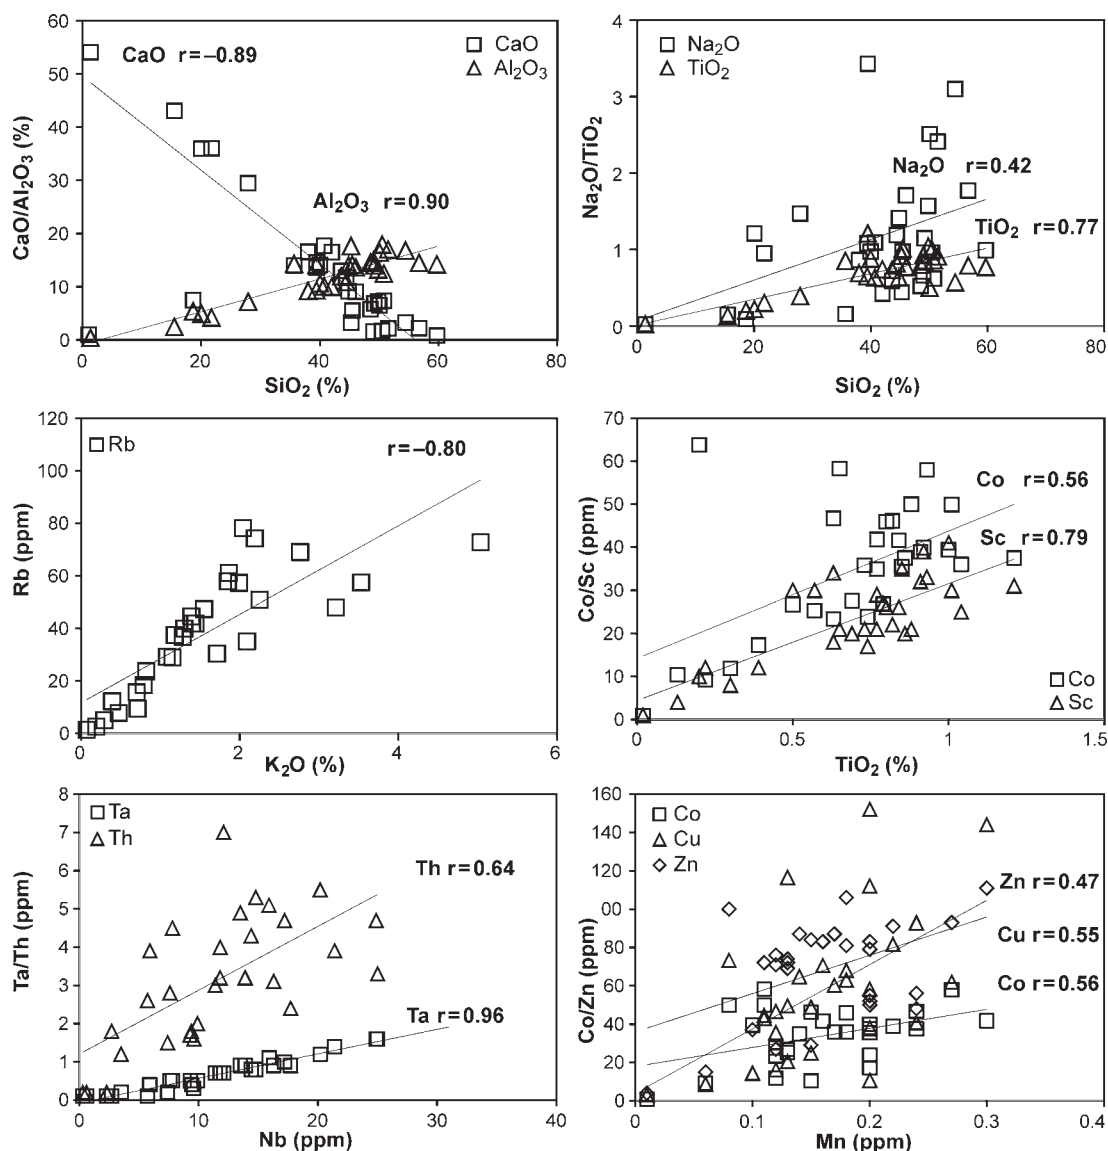 60
50
40
30
20
10
0
CaO/Al₂O₃ (%)
CaO r=–0.89
CaO
Al₂O₃
Al₂O₃ r=0.90
0 20 40 60 80
SiO₂ (%)
4
3
2
1
0
Na₂O/TiO₂
Na₂O
TiO₂
Na₂O r=0.42
TiO₂ r=0.77
0 20 40 60 80
SiO₂ (%)
120
100
80
60
40
20
0
Rb (ppm)
Rb
r=–0.80
0 2 4 6
K₂O (%)
70
60
50
40
30
20
10
0
Co/Sc (ppm)
Co r=0.56
Sc r=0.79
Co
Sc
0 0.5 1 1.5
TiO₂ (%)
8
7
6
5
4
3
2
1
0
Ta/Th (ppm)
Ta
Th
Th r=0.64
Ta r=0.96
0 10 20 30 40
Nb (ppm)
160
140
120
80
60
40
20
0
Co/Zn (ppm)
Co
Cu
Zn
Zn r=0.47
Cu r=0.55
Co r=0.56
0 0.1 0.2 0.3 0.4
Mn (ppm)